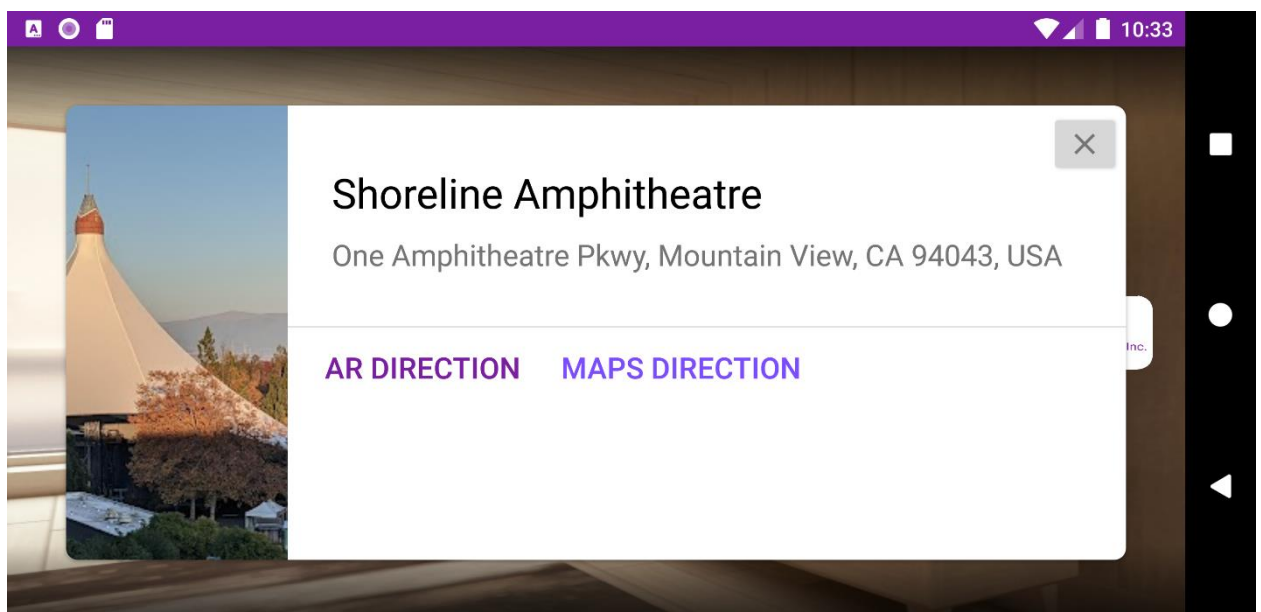 10:33
Shoreline Amphitheatre
One Amphitheatre Pkwy, Mountain View, CA 94043, USA
Inc.
AR DIRECTION MAPS DIRECTION